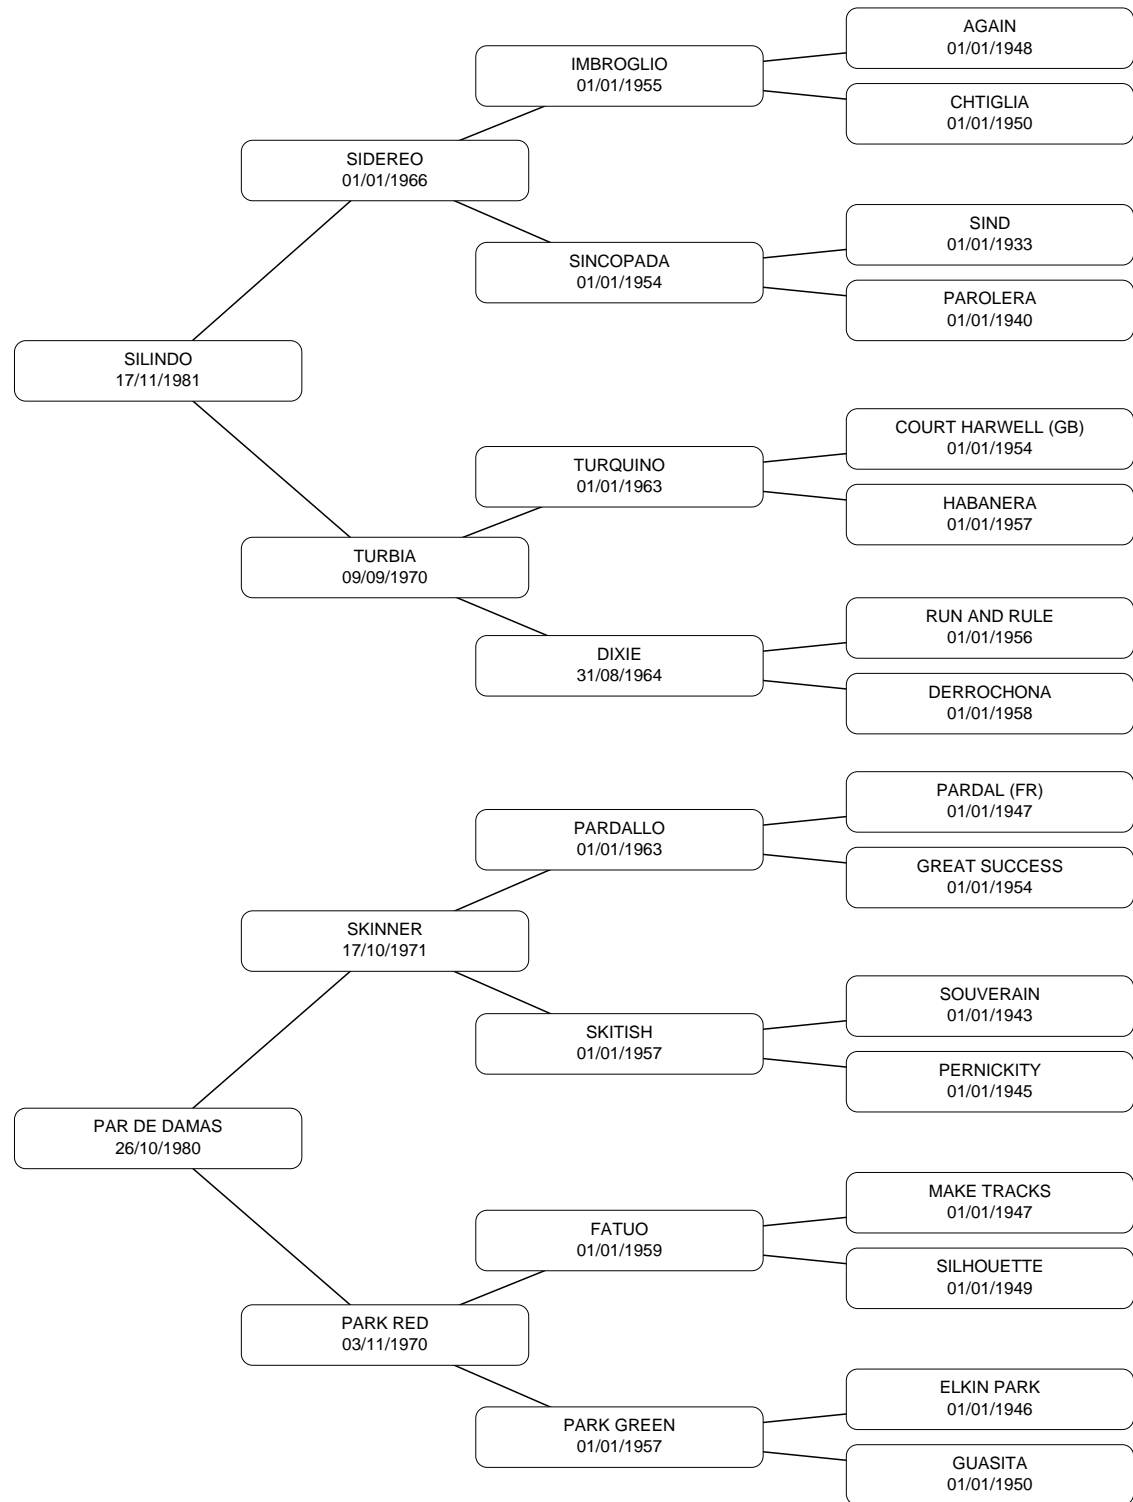 AGAIN
01/01/1948
IMBROGLIO
01/01/1955
CHTIGLIA
01/01/1950
SIDEREO
01/01/1966
SIND
01/01/1933
SINCOPADA
01/01/1954
PAROLERA
01/01/1940
SILINDO
17/11/1981
COURT HARWELL (GB)
01/01/1954
TURQUINO
01/01/1963
HABANERA
01/01/1957
TURBIA
09/09/1970
RUN AND RULE
01/01/1956
DIXIE
31/08/1964
DERROCHONA
01/01/1958
PARDAL (FR)
01/01/1947
PARDALLO
01/01/1963
GREAT SUCCESS
01/01/1954
SKINNER
17/10/1971
SOUVERAIN
01/01/1943
SKITISH
01/01/1957
PERNICKITY
01/01/1945
PAR DE DAMAS
26/10/1980
MAKE TRACKS
01/01/1947
FATUO
01/01/1959
SILHOUETTE
01/01/1949
PARK RED
03/11/1970
ELKIN PARK
01/01/1946
PARK GREEN
01/01/1957
GUASITA
01/01/1950